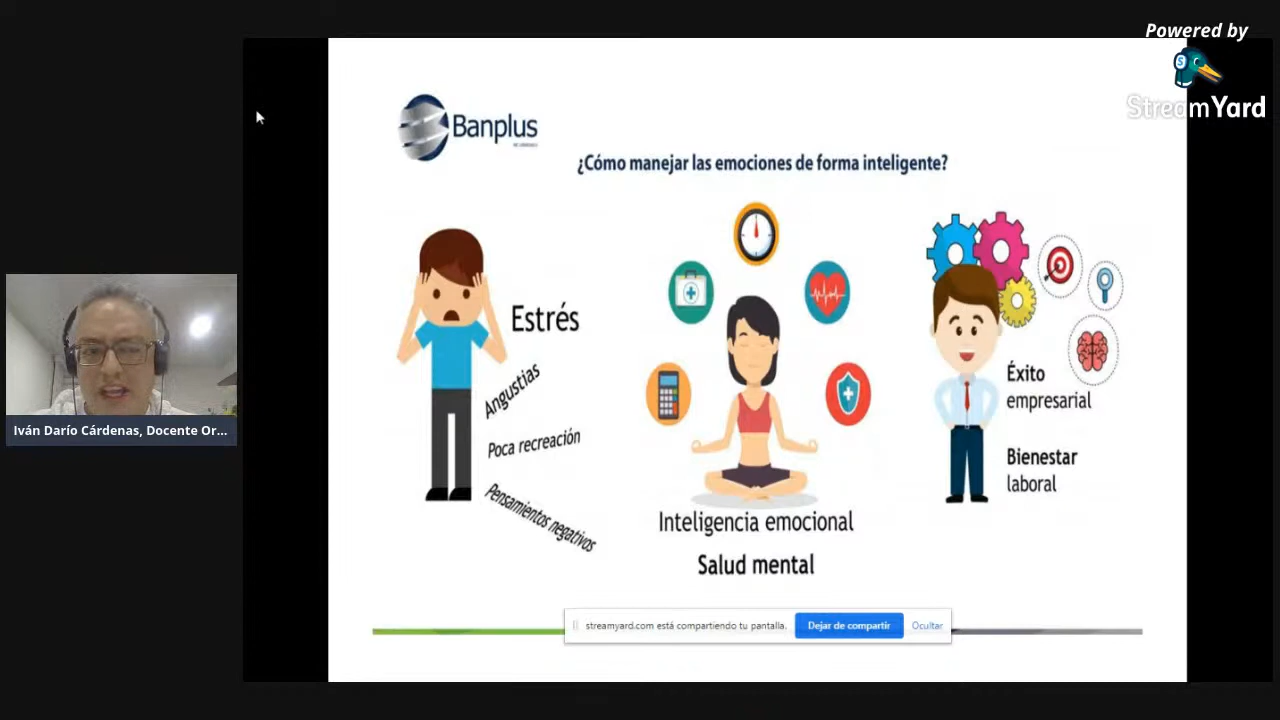 Powered by
StreamYard
Banplus
¿Cómo manejar las emociones de forma inteligente?
Estrés
Angustias
Poca recreación
Pensamientos negativos
Inteligencia emocional
Salud mental
Éxito
empresarial
Bienestar
laboral
streamyard.com está compartiendo tu pantalla.
Dejar de compartir
Ocultar
Iván Darío Cárdenas, Docente Or...